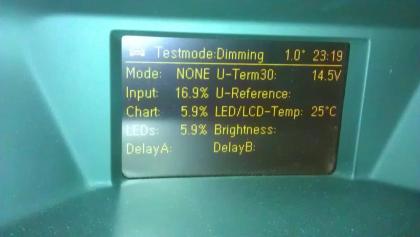 Testmode:Dimming 1.0° 23:19
Mode: NONE U-Term30: 14.5V
Input: 16.9% U-Reference:
Chart: 5.9% LED/LCD-Temp: 25°C
LEDs: 5.9% Brightness:
DelayA: DelayB: